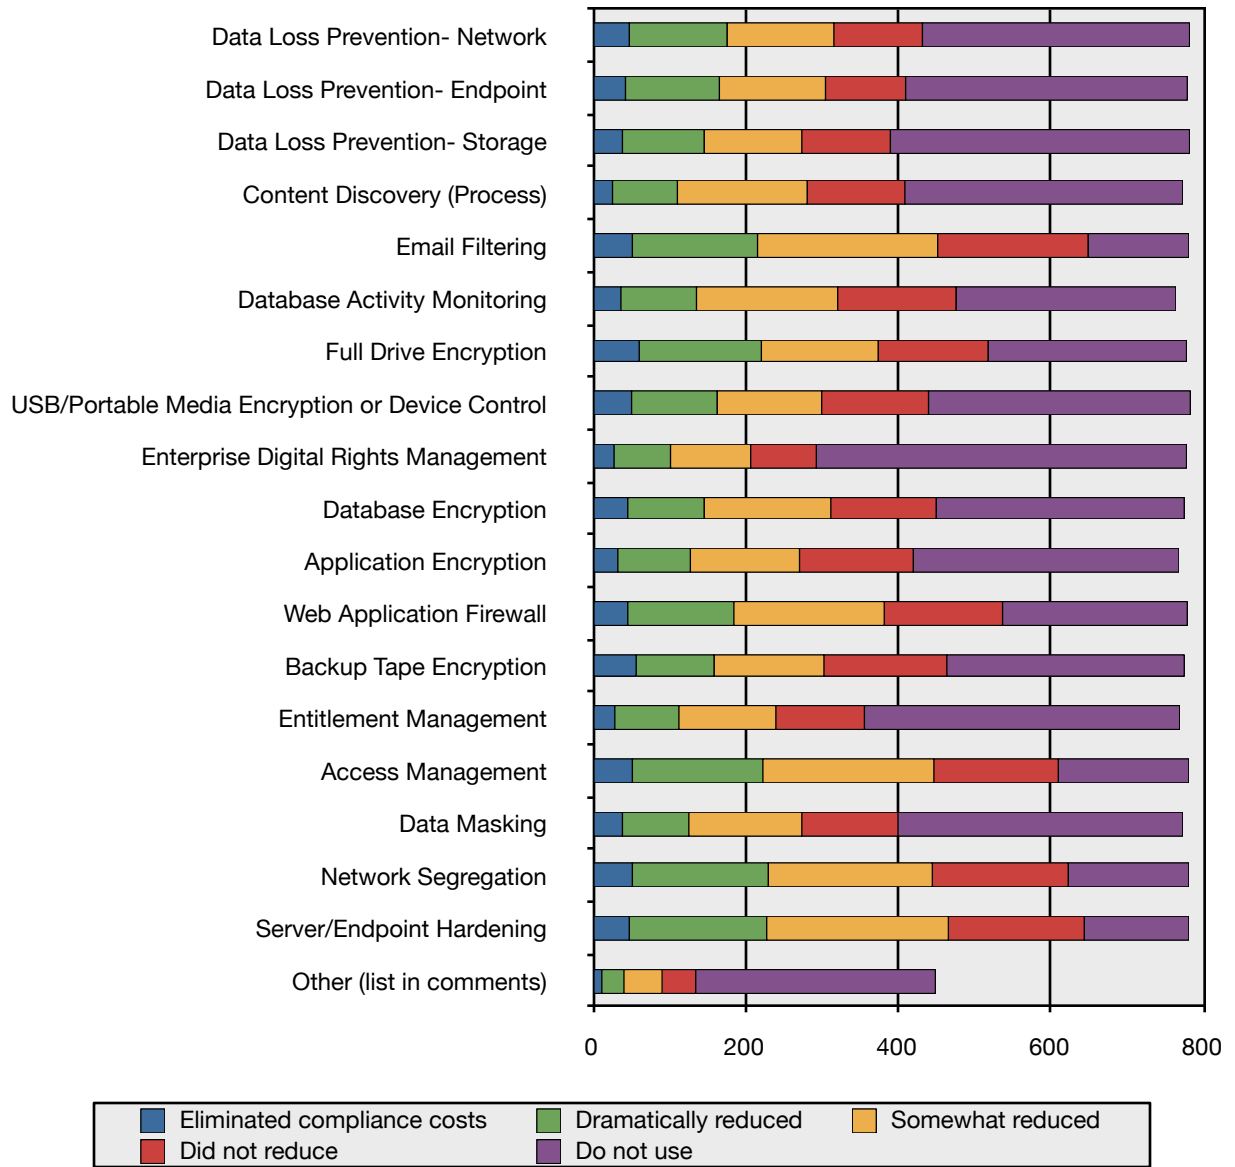 Data Loss Prevention- Network
Data Loss Prevention- Endpoint
Data Loss Prevention- Storage
Content Discovery (Process)
Email Filtering
Database Activity Monitoring
Full Drive Encryption
USB/Portable Media Encryption or Device Control
Enterprise Digital Rights Management
Database Encryption
Application Encryption
Web Application Firewall
Backup Tape Encryption
Entitlement Management
Access Management
Data Masking
Network Segregation
Server/Endpoint Hardening
Other (list in comments)
0 200 400 600 800
Eliminated compliance costs Dramatically reduced Somewhat reduced
Did not reduce Do not use